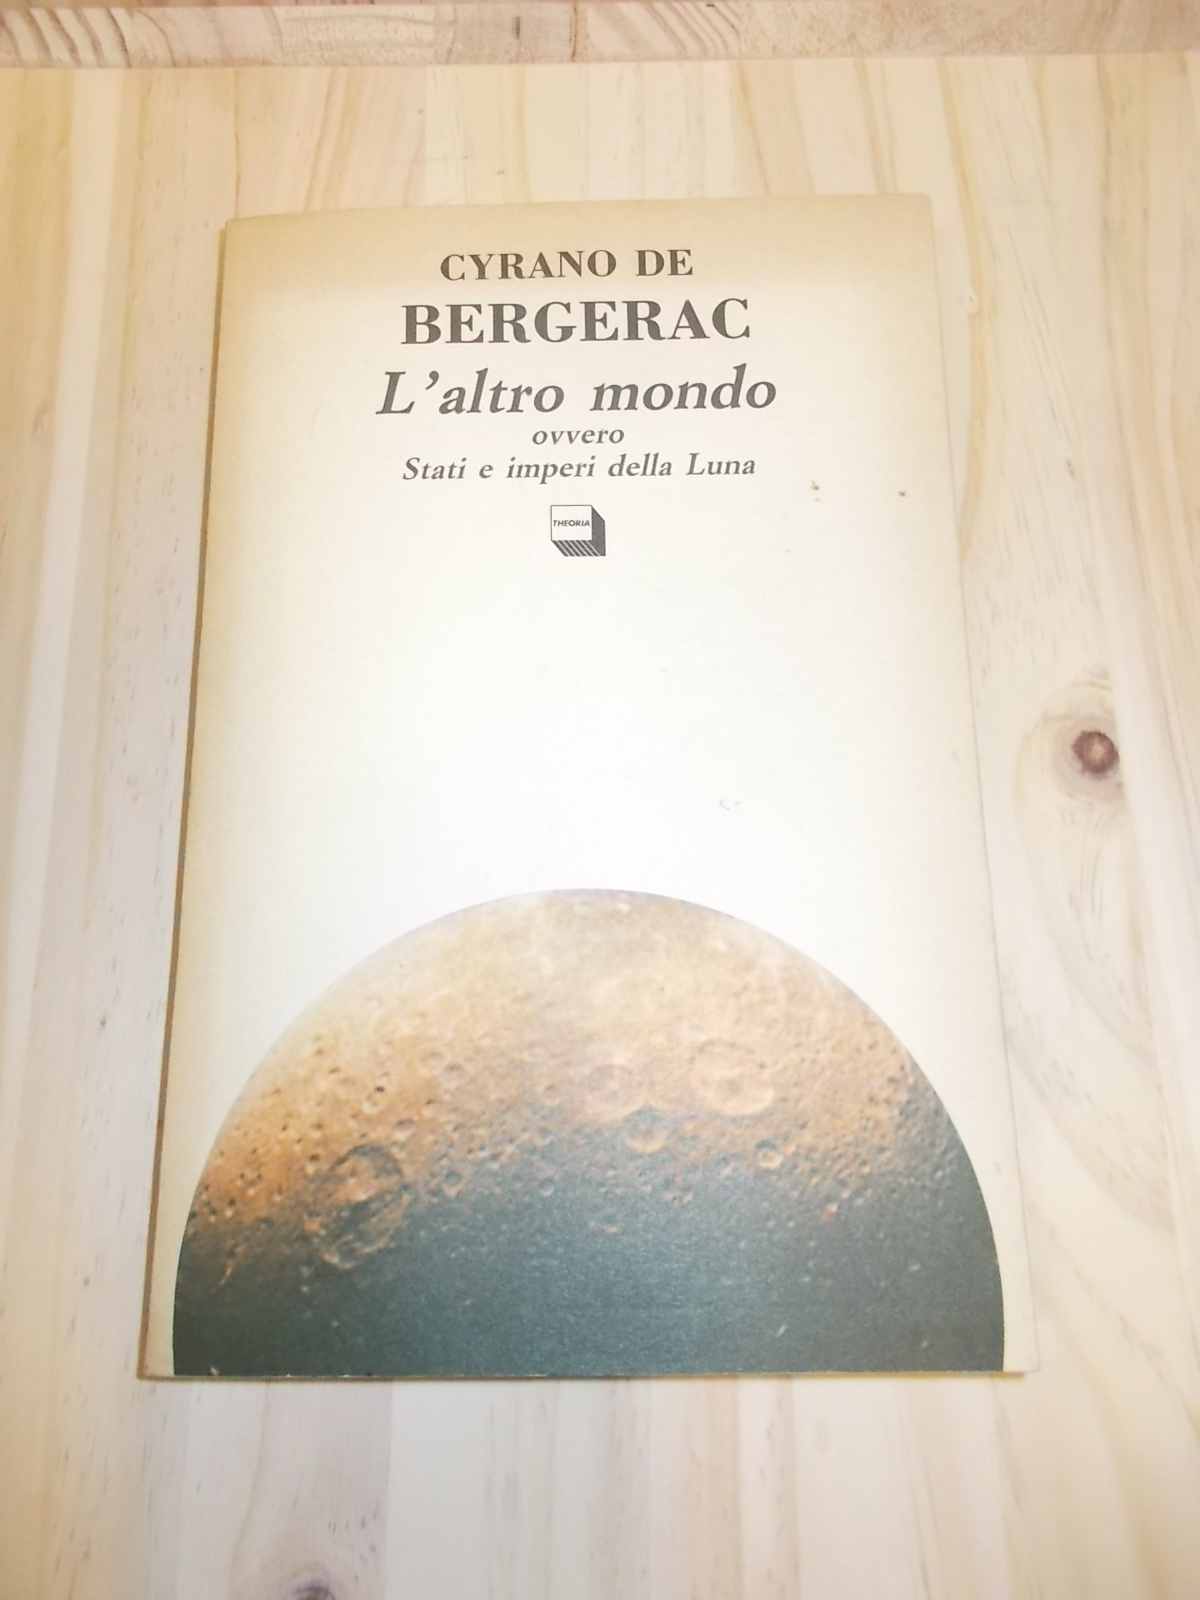 CYRANO DE
BERGERAC
L'altro mondo
ovvero
Stati e imperi della Luna
THEORIA